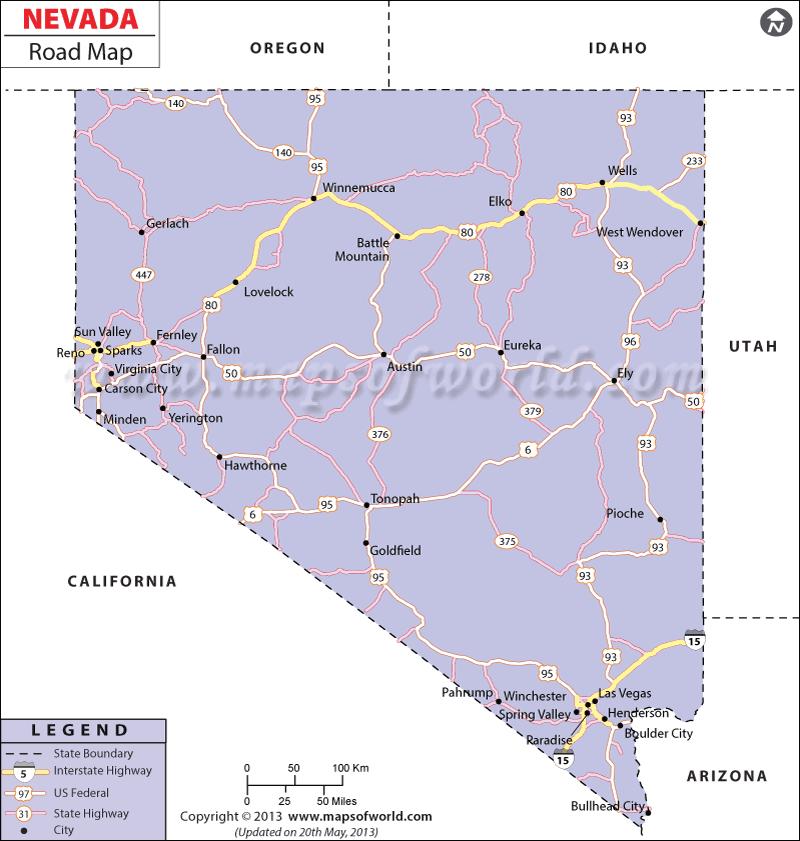 NEVADA
Road Map
OREGON
IDAHO
N
140
95
93
140
95
Wells
233
80
Winnemucca
Elko
Gerlach
80
West Wendover
Battle
Mountain
93
447
278
Lovelock
80
Sun Valley
Fernley
96
Reno
Sparks
Fallon
50
Eureka
UTAH
Virginia City
50
Austin
Ely
www.mapsofworld.com
Carson City
50
Minden
Yerington
379
376
93
6
Hawthorne
95
Tonopah
6
Pioche
375
93
Goldfield
95
93
CALIFORNIA
15
93
95
Pahrump
Winchester
Las Vegas
Spring Valley
Henderson
Paradise
Boulder City
15
ARIZONA
Bullhead City
LEGEND
State Boundary
5
Interstate Highway
97
US Federal
31
State Highway
City
0 50 100 Km
0 25 50 Miles
Copyright © 2013 www.mapsofworld.com
(Updated on 20th May, 2013)